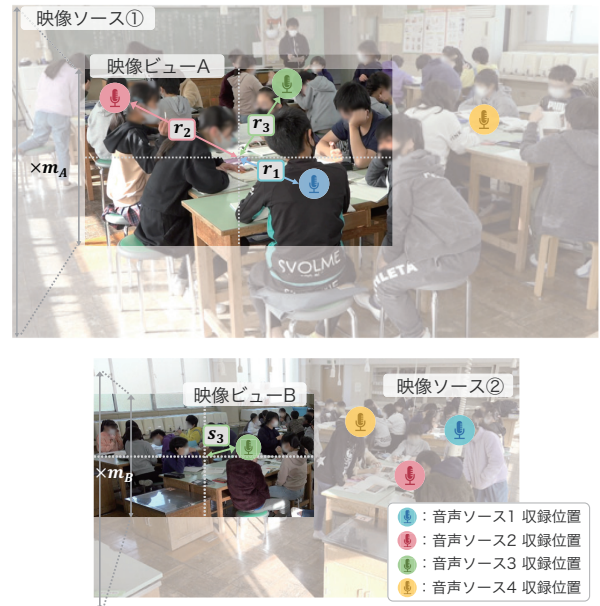 映像ソース①
映像ビューA
r₂
r₃
×m_A
r₁
SVOLME
ATHLETA
映像ビューB
映像ソース②
s₃
×m_B
：音声ソース1 収録位置
：音声ソース2 収録位置
：音声ソース3 収録位置
：音声ソース4 収録位置